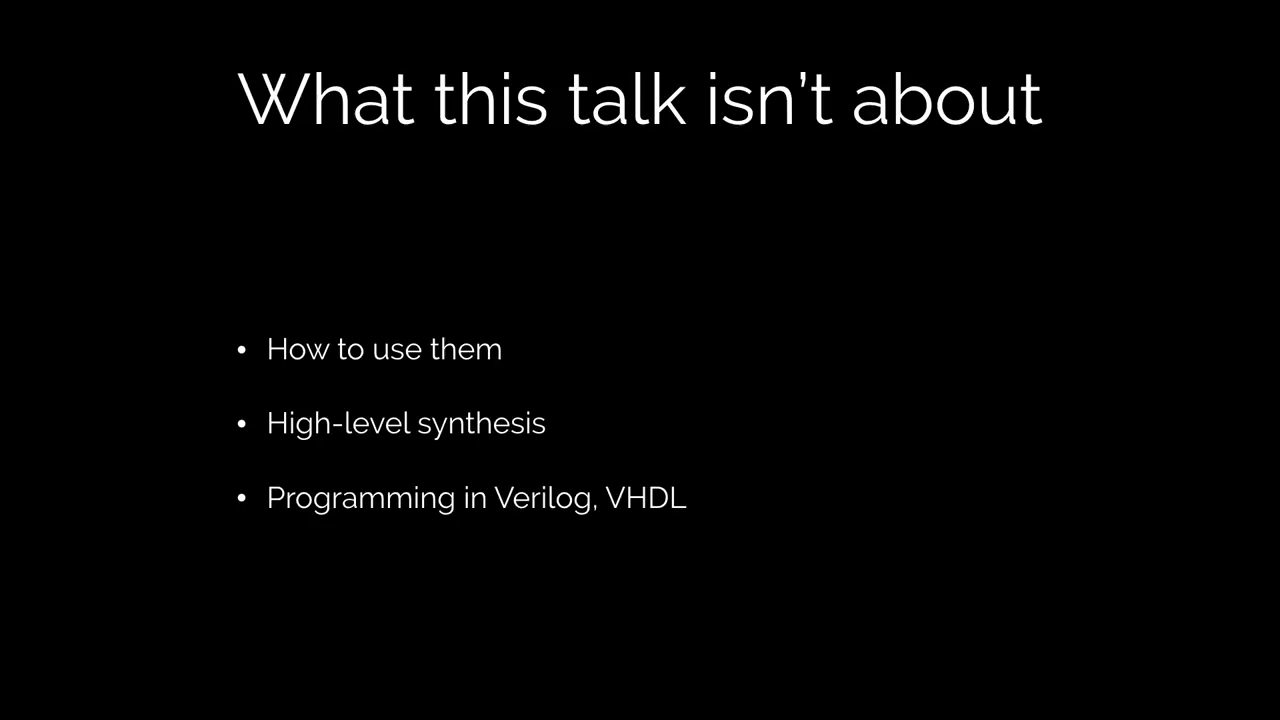 What this talk isn’t about
• How to use them
• High-level synthesis
• Programming in Verilog, VHDL